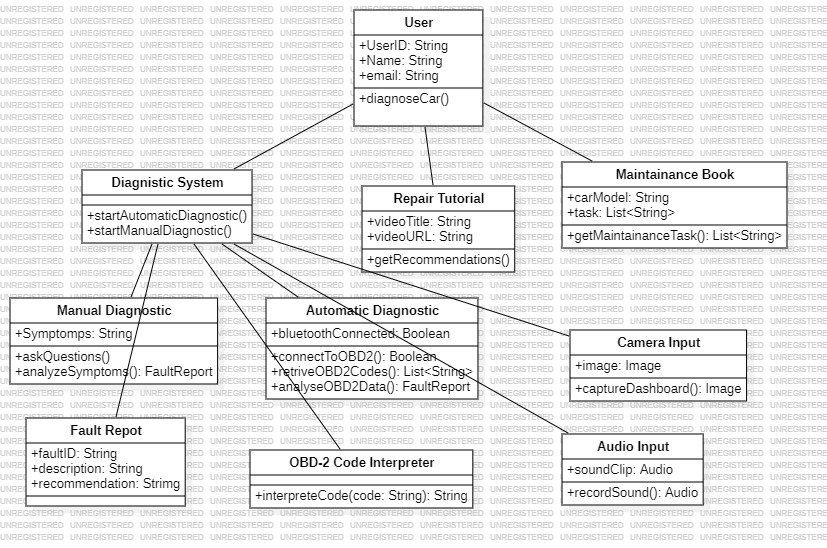 User
+UserID: String
+Name: String
+email: String
+diagnoseCar()
Diagnistic System
+startAutomaticDiagnostic()
+startManualDiagnostic()
Repair Tutorial
+videoTitle: String
+videoURL: String
+getRecommendations()
Maintainance Book
+carModel: String
+task: List<String>
+getMaintainanceTask(): List<String>
Manual Diagnostic
+Symptomps: String
+askQuestions()
+analyzeSymptoms(): FaultReport
Automatic Diagnostic
+bluetoothConnected: Boolean
+connectToOBD2(): Boolean
+retriveOBD2Codes(): List<String>
+analyseOBD2Data(): FaultReport
Camera Input
+image: Image
+captureDashboard(): Image
Fault Repot
+faultID: String
+description: String
+recommendation: Strimg
OBD-2 Code Interpreter
+interpreteCode(code: String): String
Audio Input
+soundClip: Audio
+recordSound(): Audio
UNREGISTERED